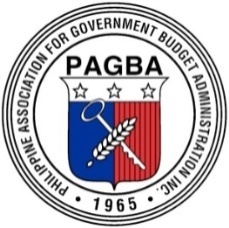 PHILIPPINE ASSOCIATION FOR GOVERNMENT BUDGET ADMINISTRATION INC.
PAGBA
• 1965 •